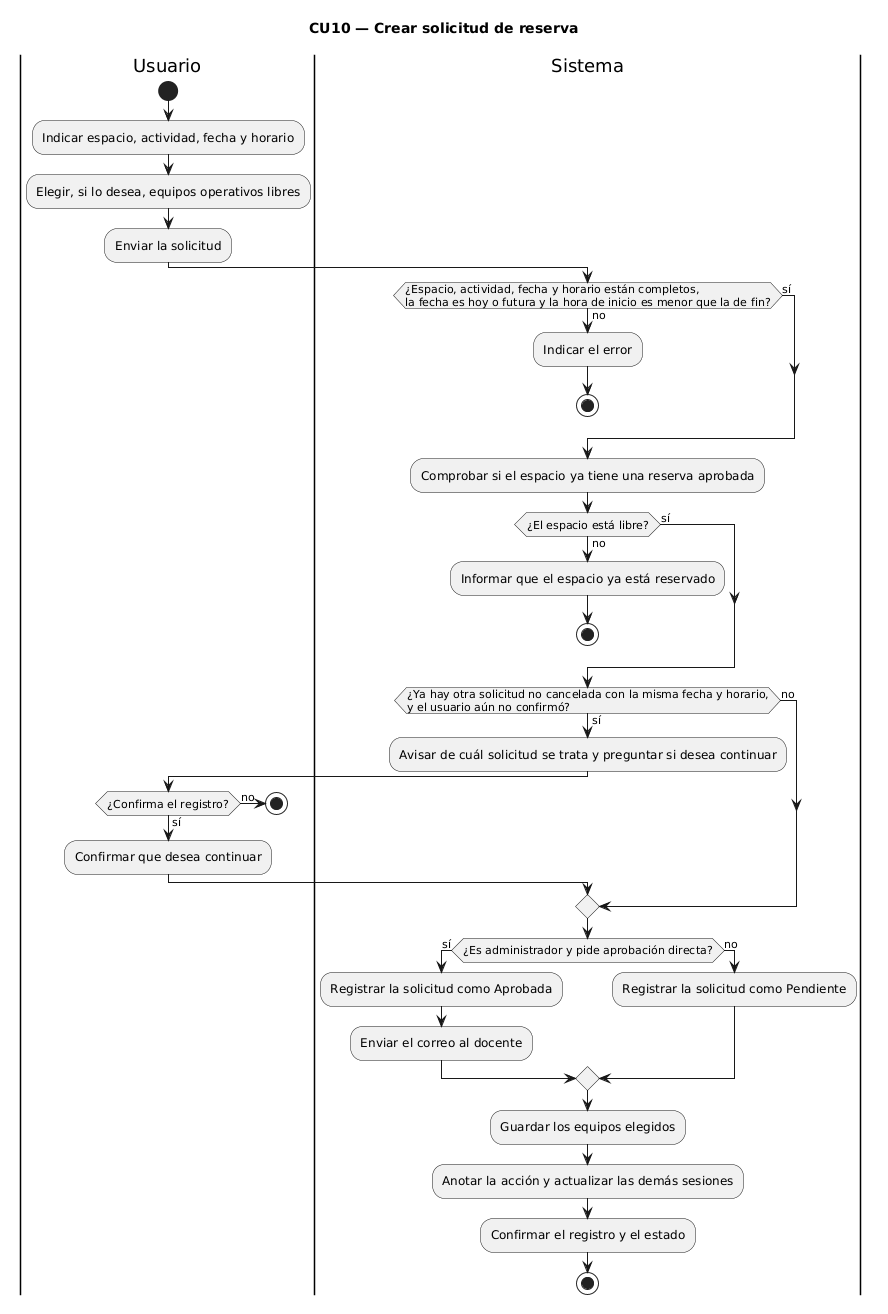 CU10 — Crear solicitud de reserva
Usuario
Sistema
Indicar espacio, actividad, fecha y horario
Elegir, si lo desea, equipos operativos libres
Enviar la solicitud
¿Espacio, actividad, fecha y horario están completos,
la fecha es hoy o futura y la hora de inicio es menor que la de fin?
sí
no
Indicar el error
Comprobar si el espacio ya tiene una reserva aprobada
¿El espacio está libre?
sí
no
Informar que el espacio ya está reservado
¿Ya hay otra solicitud no cancelada con la misma fecha y horario,
y el usuario aún no confirmó?
no
sí
Avisar de cuál solicitud se trata y preguntar si desea continuar
¿Confirma el registro?
no
sí
Confirmar que desea continuar
sí
¿Es administrador y pide aprobación directa?
no
Registrar la solicitud como Aprobada
Registrar la solicitud como Pendiente
Enviar el correo al docente
Guardar los equipos elegidos
Anotar la acción y actualizar las demás sesiones
Confirmar el registro y el estado